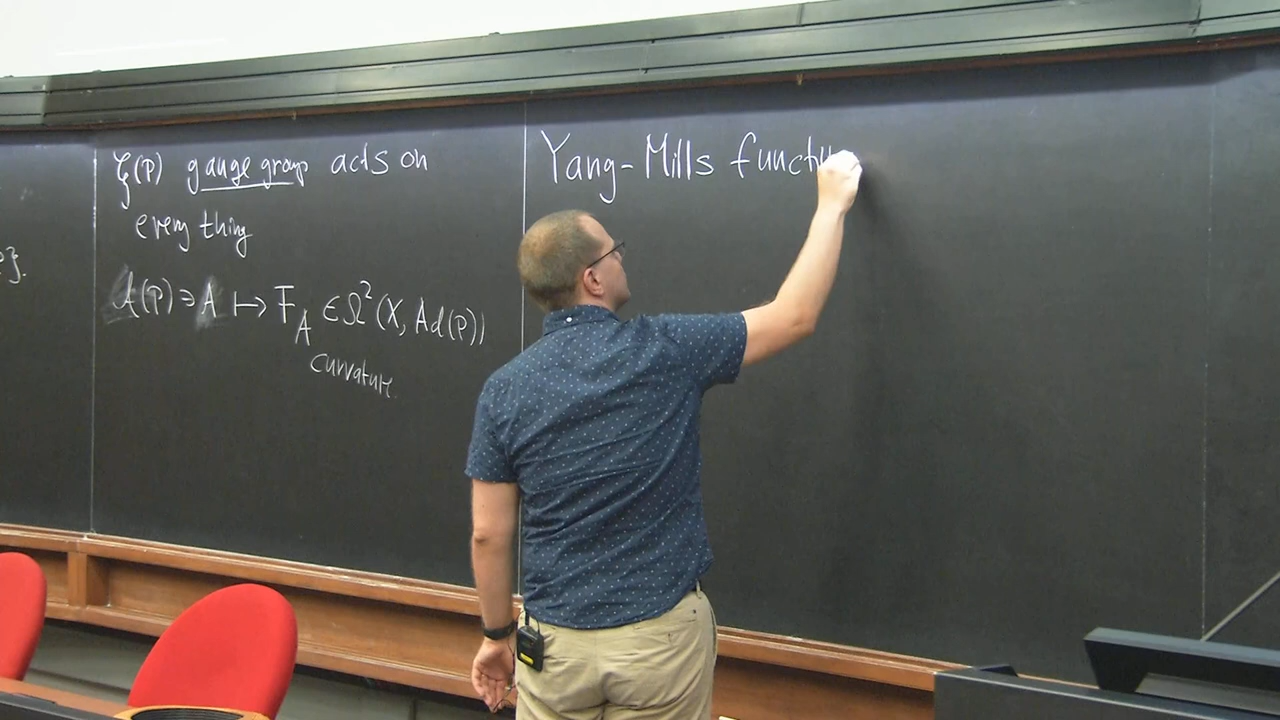 P}.
G(P) gauge group acts on
every thing
A(P) ∋ A ↦ F_A ∈ Ω²(X, Ad(P))
curvature
Yang-Mills functi